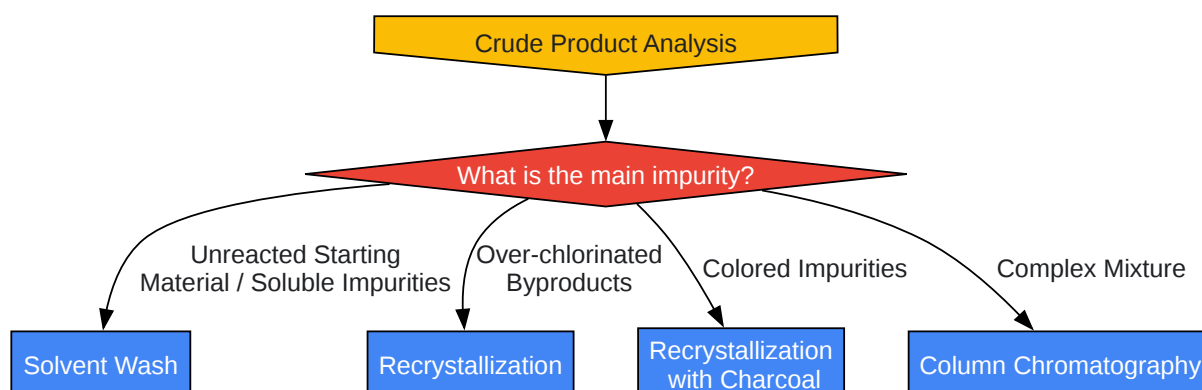 Crude Product Analysis
What is the main impurity?
Unreacted Starting
Material / Soluble Impurities
Over-chlorinated
Byproducts
Colored Impurities
Complex Mixture
Solvent Wash
Recrystallization
Recrystallization
with Charcoal
Column Chromatography